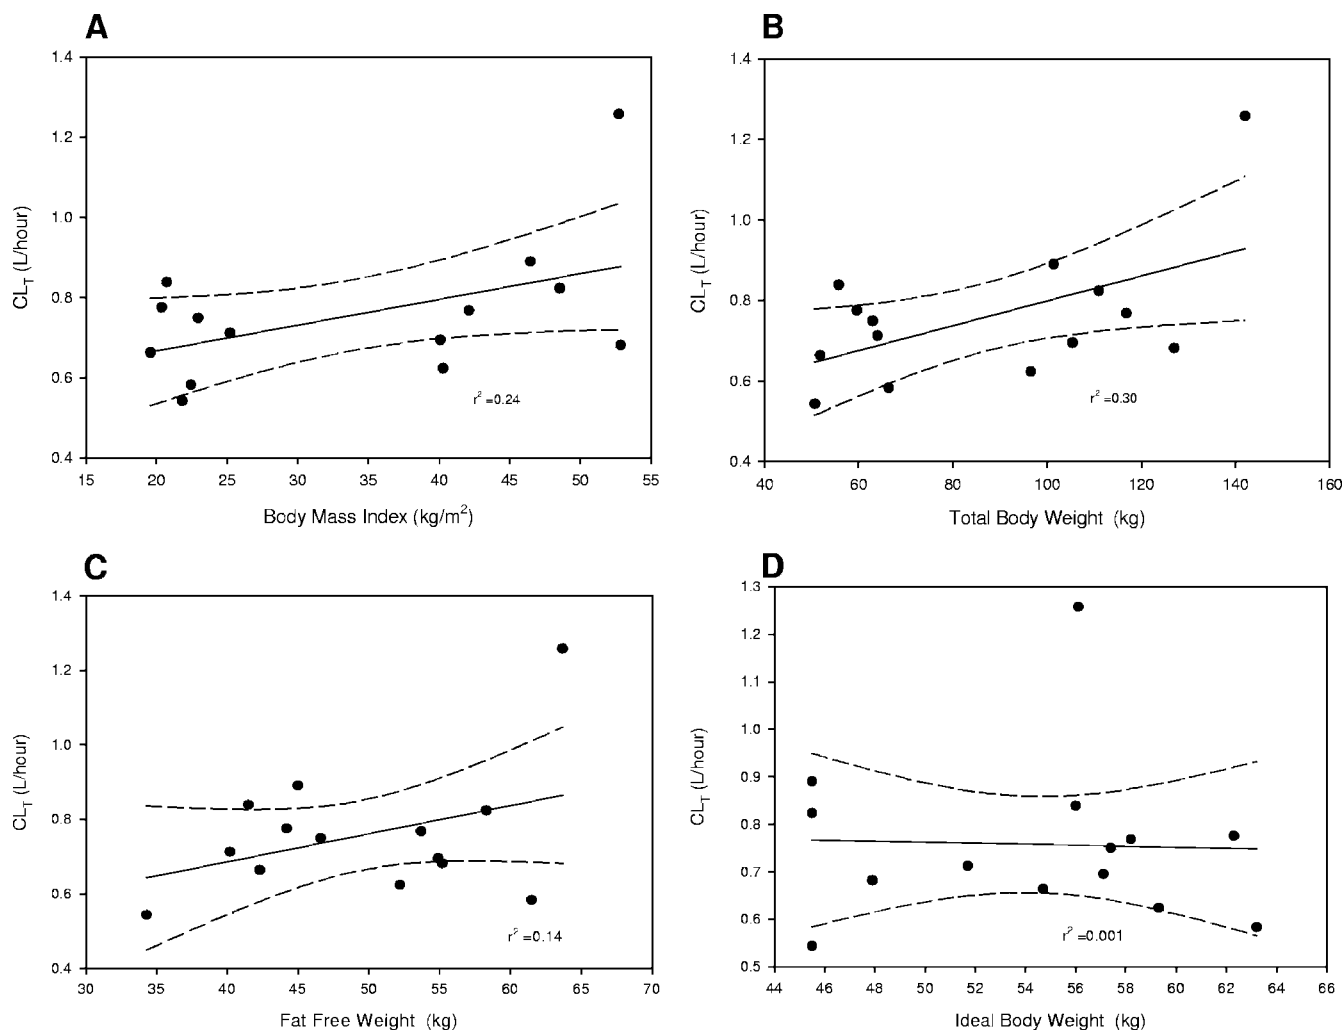 A
1.4
1.2
1.0
0.8
0.6
0.4
CL_T (L/hour)
r² =0.24
15 20 25 30 35 40 45 50 55
Body Mass Index (kg/m²)
B
1.4
1.2
1.0
0.8
0.6
0.4
CL_T (L/hour)
r² =0.30
40 60 80 100 120 140 160
Total Body Weight (kg)
C
1.4
1.2
1.0
0.8
0.6
0.4
CL_T (L/hour)
r² =0.14
30 35 40 45 50 55 60 65 70
Fat Free Weight (kg)
D
1.3
1.2
1.1
1.0
0.9
0.8
0.7
0.6
0.5
CL_T (L/hour)
r² =0.001
44 46 48 50 52 54 56 58 60 62 64 66
Ideal Body Weight (kg)